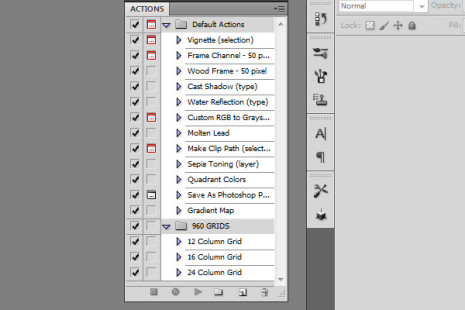 ACTIONS
Normal
Opacity:
Lock:
Fill:
Default Actions
Vignette (selection)
Frame Channel - 50 p...
Wood Frame - 50 pixel
Cast Shadow (type)
Water Reflection (type)
Custom RGB to Grays...
Molten Lead
Make Clip Path (select...
Sepia Toning (layer)
Quadrant Colors
Save As Photoshop P...
Gradient Map
960 GRIDS
12 Column Grid
16 Column Grid
24 Column Grid